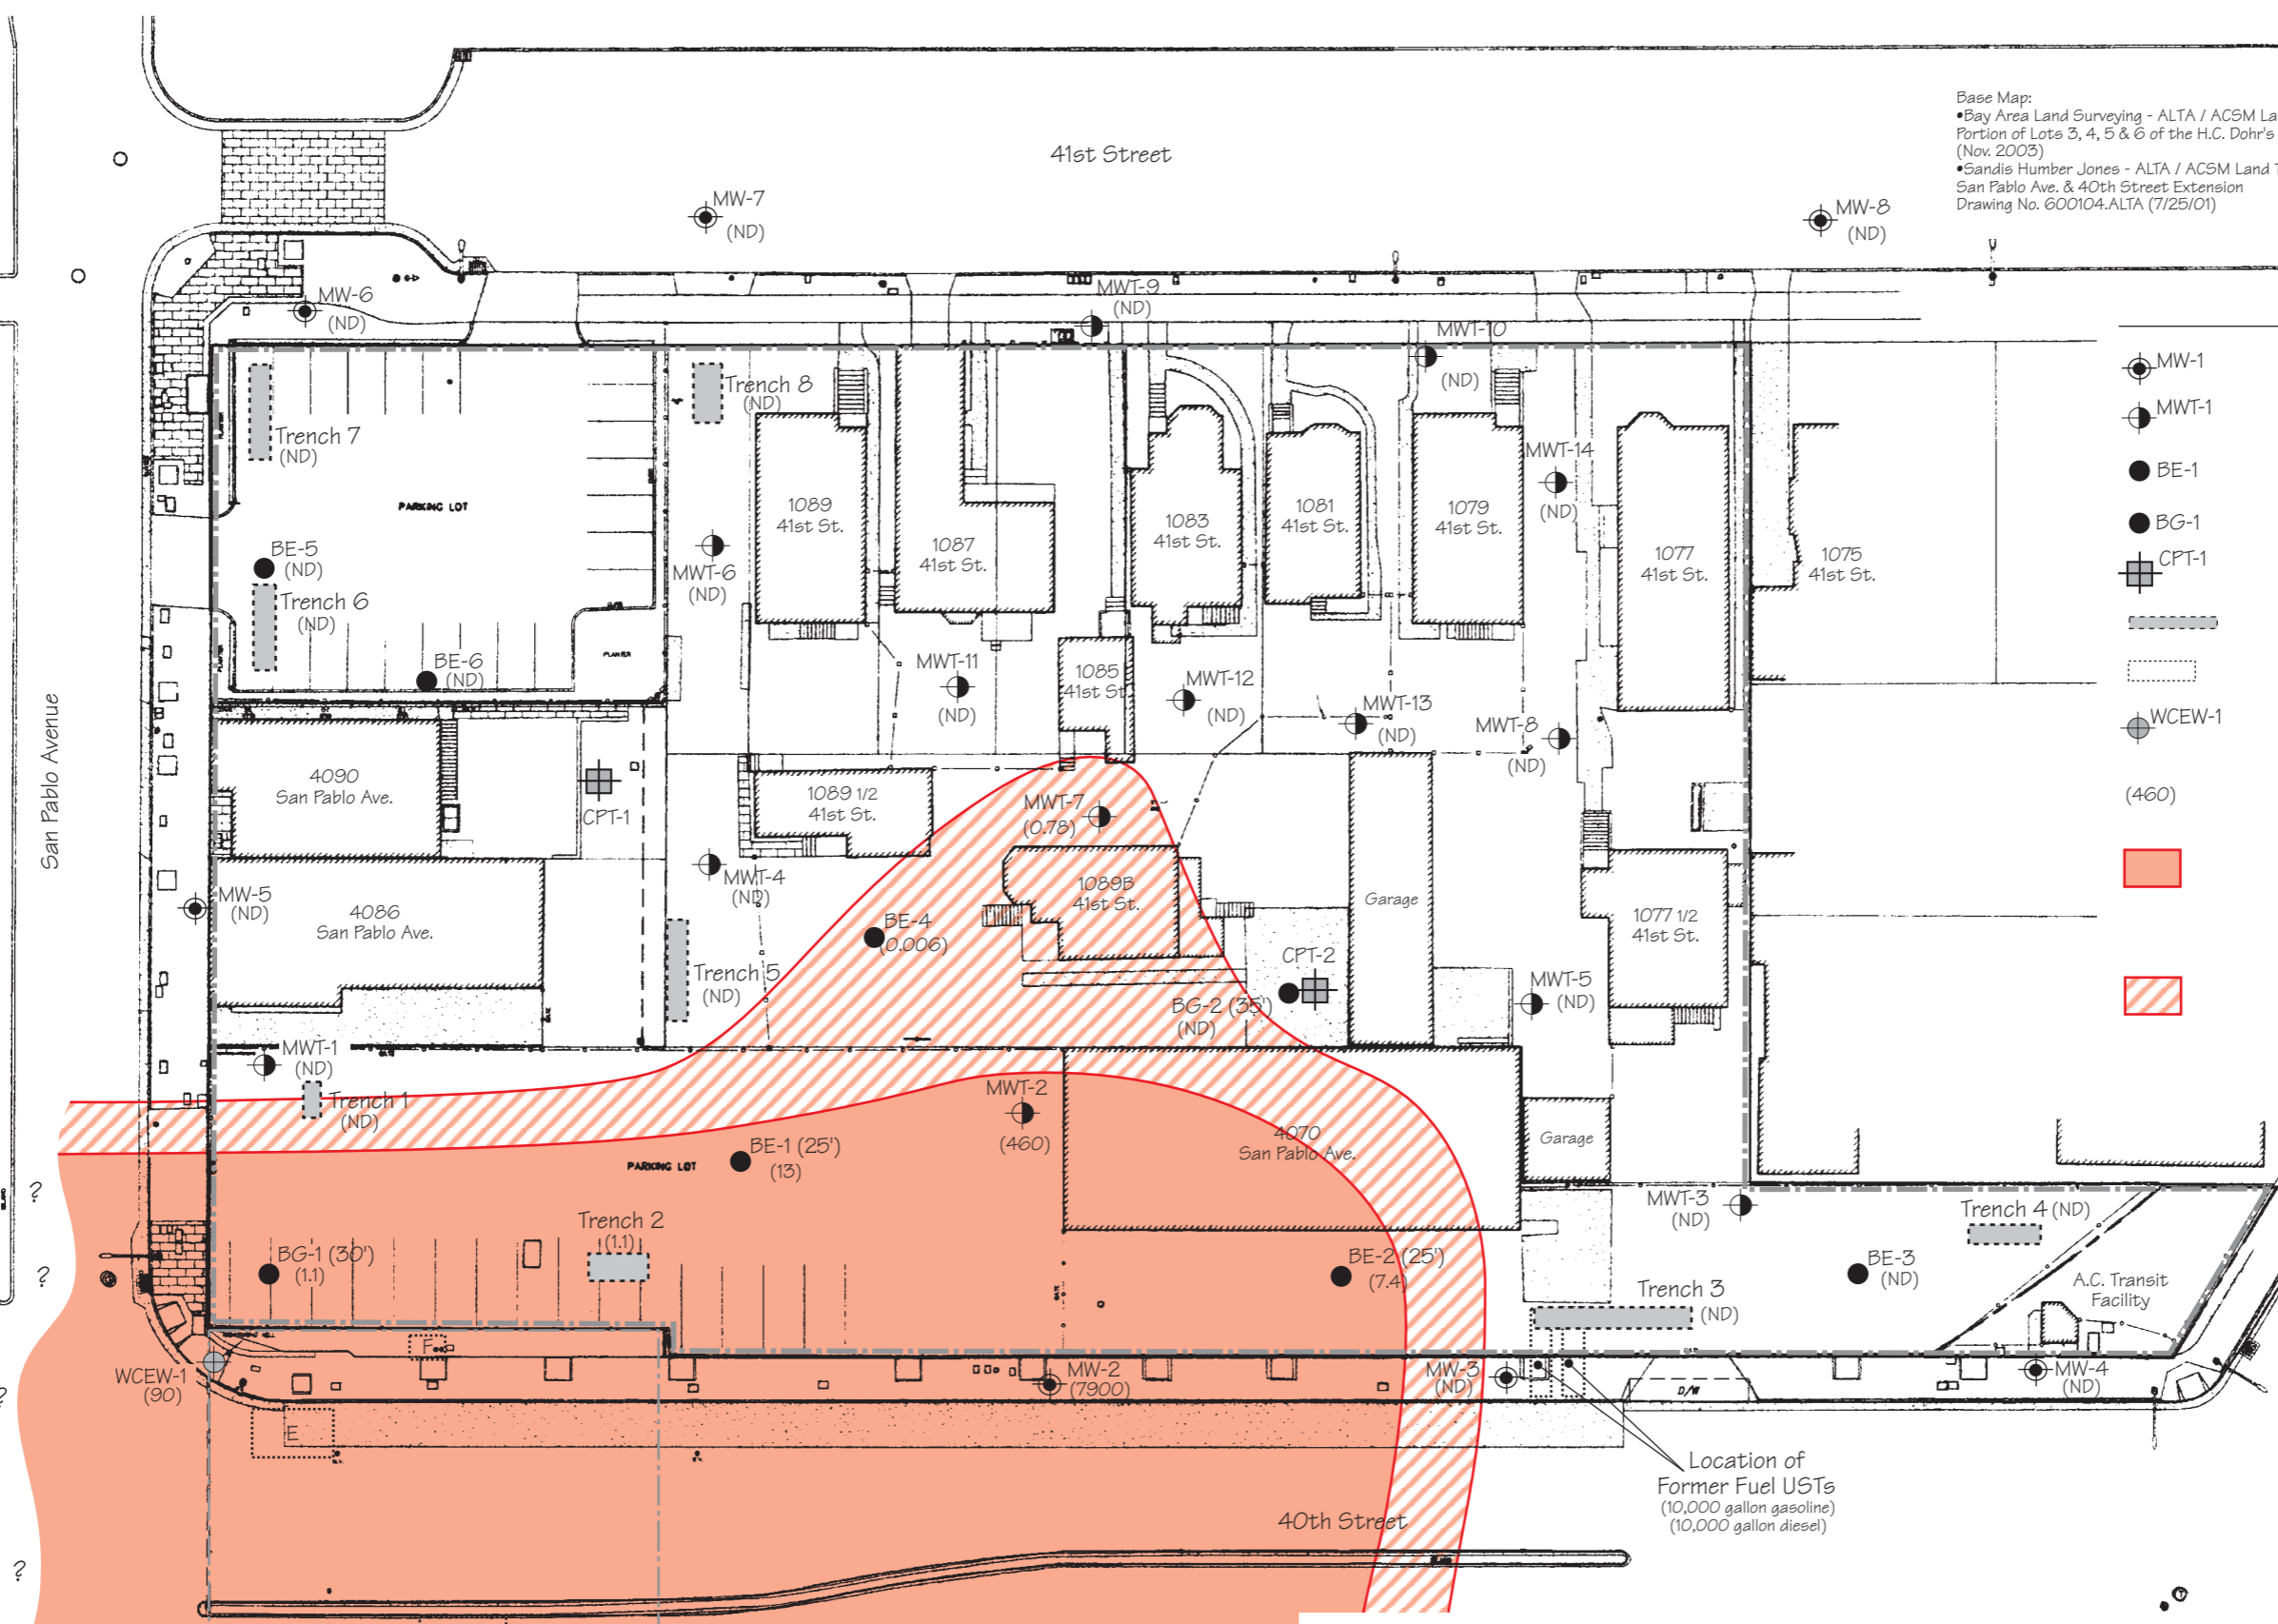 41st Street
Base Map:
•Bay Area Land Surveying - ALTA / ACSM La
Portion of Lots 3, 4, 5 & 6 of the H.C. Dohr's
(Nov. 2003)
•Sandis Humber Jones - ALTA / ACSM Land T
San Pablo Ave. & 40th Street Extension
Drawing No. 600104.ALTA (7/25/01)
MW-7
(ND)
MW-8
(ND)
MW-6
(ND)
MWT-9
(ND)
MWT-10
(ND)
MW-1
MWT-1
BE-1
BG-1
CPT-1
WCEW-1
(460)
Trench 7
(ND)
Trench 8
(ND)
PARKING LOT
BE-5
(ND)
Trench 6
(ND)
BE-6
(ND)
PLANTER
PLANTER
PLANTER
MWT-6
(ND)
1089
41st St.
1087
41st St.
1083
41st St.
1081
41st St.
1079
41st St.
MWT-14
(ND)
1077
41st St.
1075
41st St.
MWT-11
(ND)
1085
41st St.
MWT-12
(ND)
MWT-13
(ND)
MWT-8
(ND)
San Pablo Avenue
4090
San Pablo Ave.
CPT-1
1089 1/2
41st St.
MWT-7
(0.78)
MWT-4
(ND)
MW-5
(ND)
4086
San Pablo Ave.
1089B
41st St.
Garage
1077 1/2
41st St.
BE-4
(0.006)
Trench 5
(ND)
CPT-2
BG-2 (35')
(ND)
MWT-5
(ND)
GATE
GATE
MWT-1
(ND)
Trench 1
(ND)
MWT-2
(460)
4070
San Pablo Ave.
Garage
BE-1 (25')
(13)
PARKING LOT
MWT-3
(ND)
Trench 4 (ND)
?
?
?
?
ISLAND
BG-1 (30')
(1.1)
Trench 2
(1.1)
BE-2 (25')
(7.4)
BE-3
(ND)
A.C. Transit
Facility
Trench 3
(ND)
GATE
F
WCEW-1
(90)
MW-2
(7900)
MW-3
(ND)
D/W
MW-4
(ND)
E
Location of
Former Fuel USTs
(10,000 gallon gasoline)
(10,000 gallon diesel)
40th Street
ISLAND